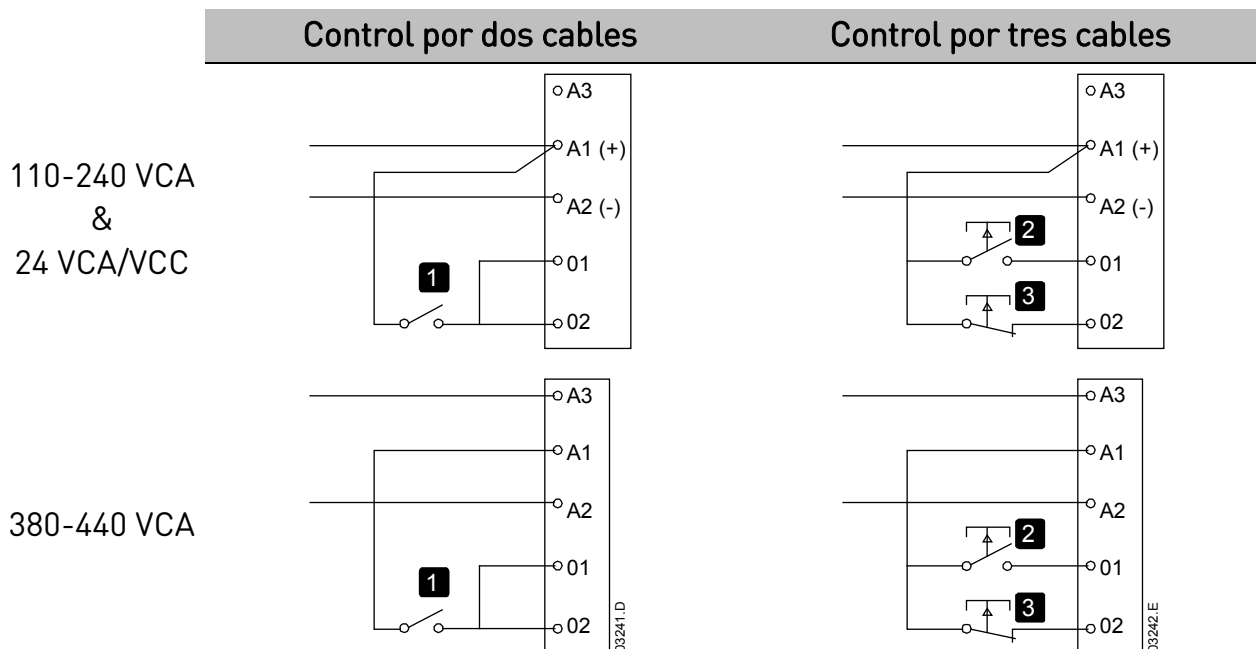 Control por dos cables
Control por tres cables
110-240 VCA
&
24 VCA/VCC
A3
A1 (+)
A2 (-)
01
02
1
A3
A1 (+)
A2 (-)
01
02
2
3
380-440 VCA
A3
A1
A2
01
02
1
03241.D
A3
A1
A2
01
02
2
3
03242.E